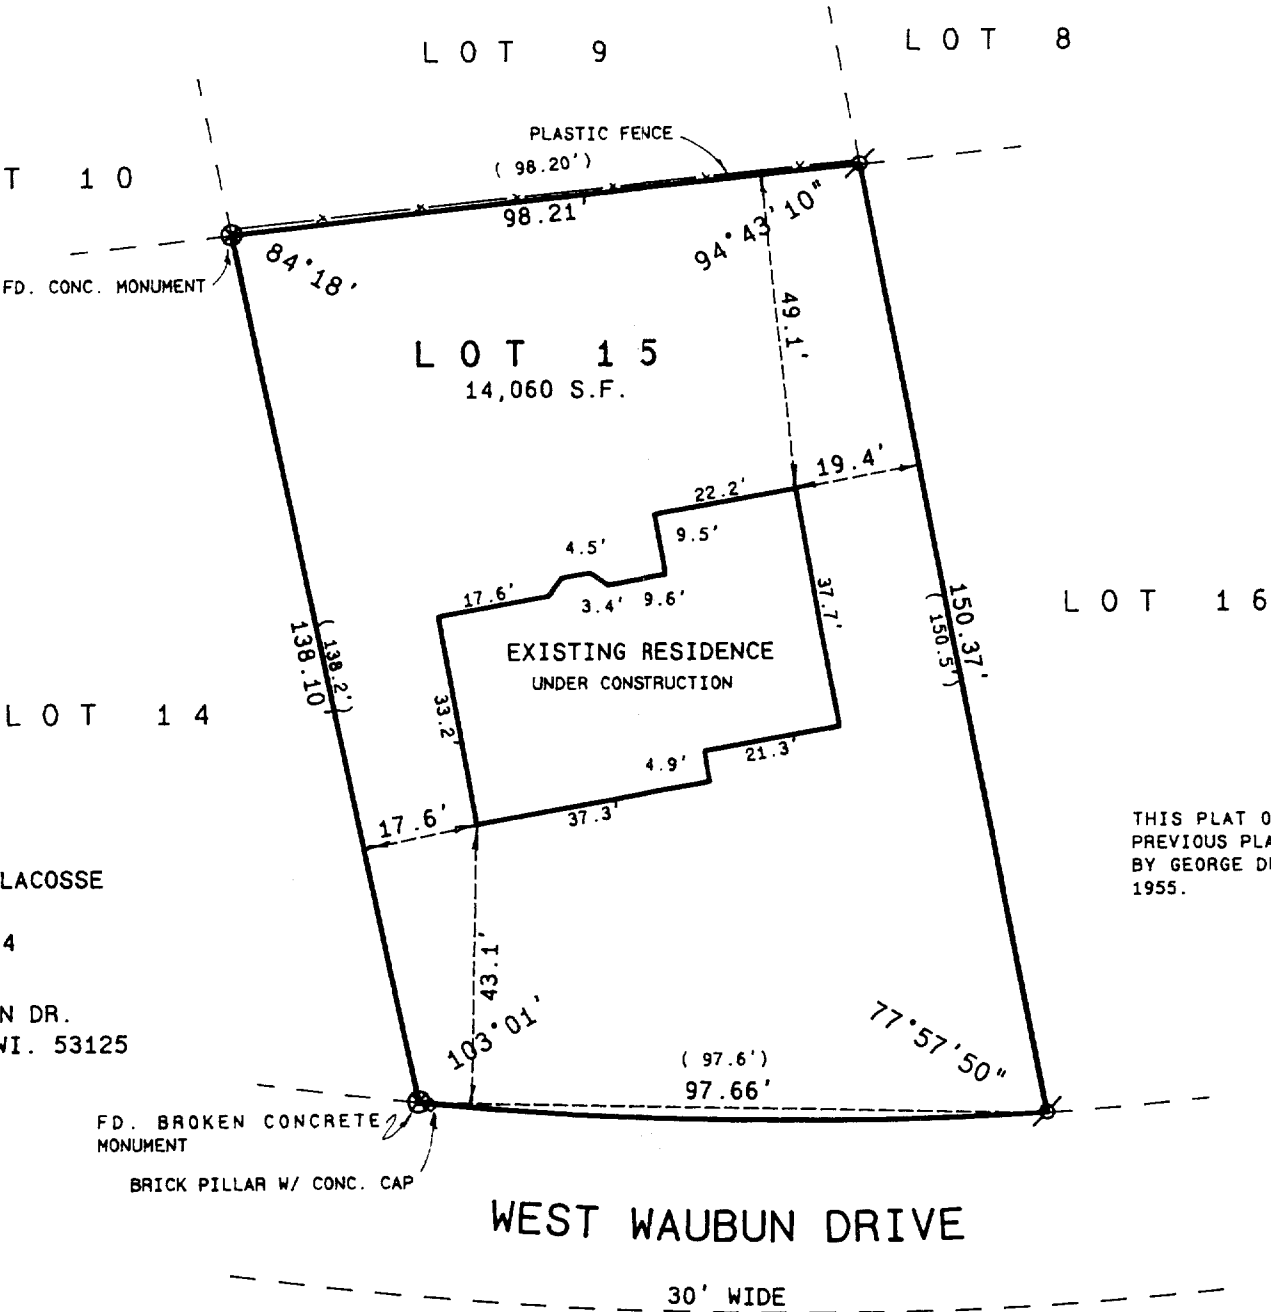 LOT 9
LOT 8
PLASTIC FENCE
( 98.20')
T 10
98.21'
94°43'10"
84°18'
FD. CONC. MONUMENT
49.1'
LOT 15
14,060 S.F.
19.4'
22.2'
9.5'
4.5'
17.6'
3.4'
9.6'
37.7'
150.37'
( 150.5')
LOT 16
138.10'
( 138.2')
EXISTING RESIDENCE
UNDER CONSTRUCTION
33.2'
LOT 14
4.9'
21.3'
37.3'
17.6'
THIS PLAT O
PREVIOUS PLA
BY GEORGE D
1955.
LACOSSE
4
43.1'
N DR.
WI. 53125
103°01'
77°57'50"
( 97.6')
97.66'
FD. BROKEN CONCRETE
MONUMENT
BRICK PILLAR W/ CONC. CAP
WEST WAUBUN DRIVE
30' WIDE